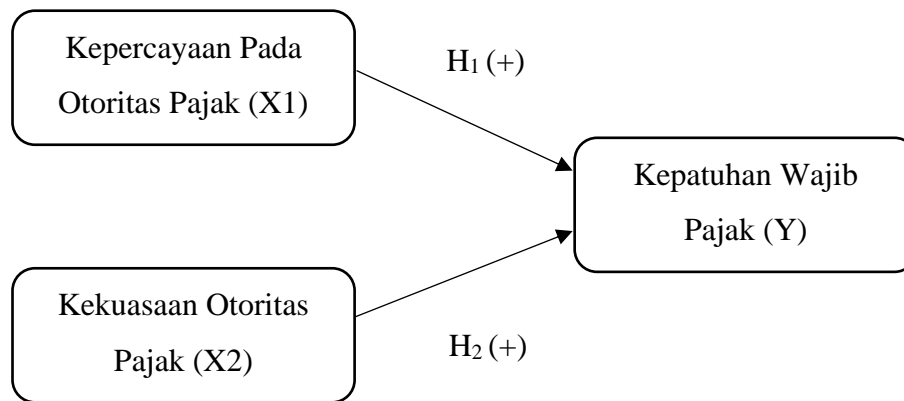 Kepercayaan Pada
Otoritas Pajak (X1)
H₁ (+)
Kepatuhan Wajib
Pajak (Y)
Kekuasaan Otoritas
Pajak (X2)
H₂ (+)